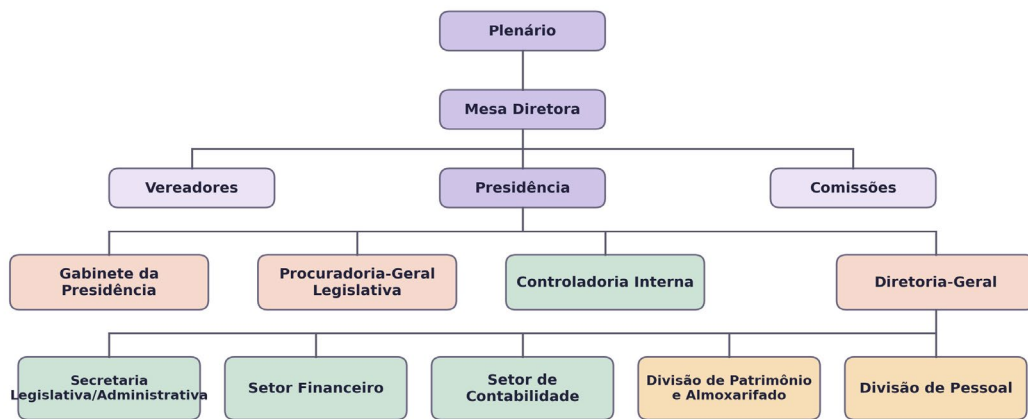 Plenário
Mesa Diretora
Vereadores
Presidência
Comissões
Gabinete da
Presidência
Procuradoria-Geral
Legislativa
Controladoria Interna
Diretoria-Geral
Secretaria
Legislativa/Administrativa
Setor Financeiro
Setor de
Contabilidade
Divisão de Patrimônio
e Almoxarifado
Divisão de Pessoal